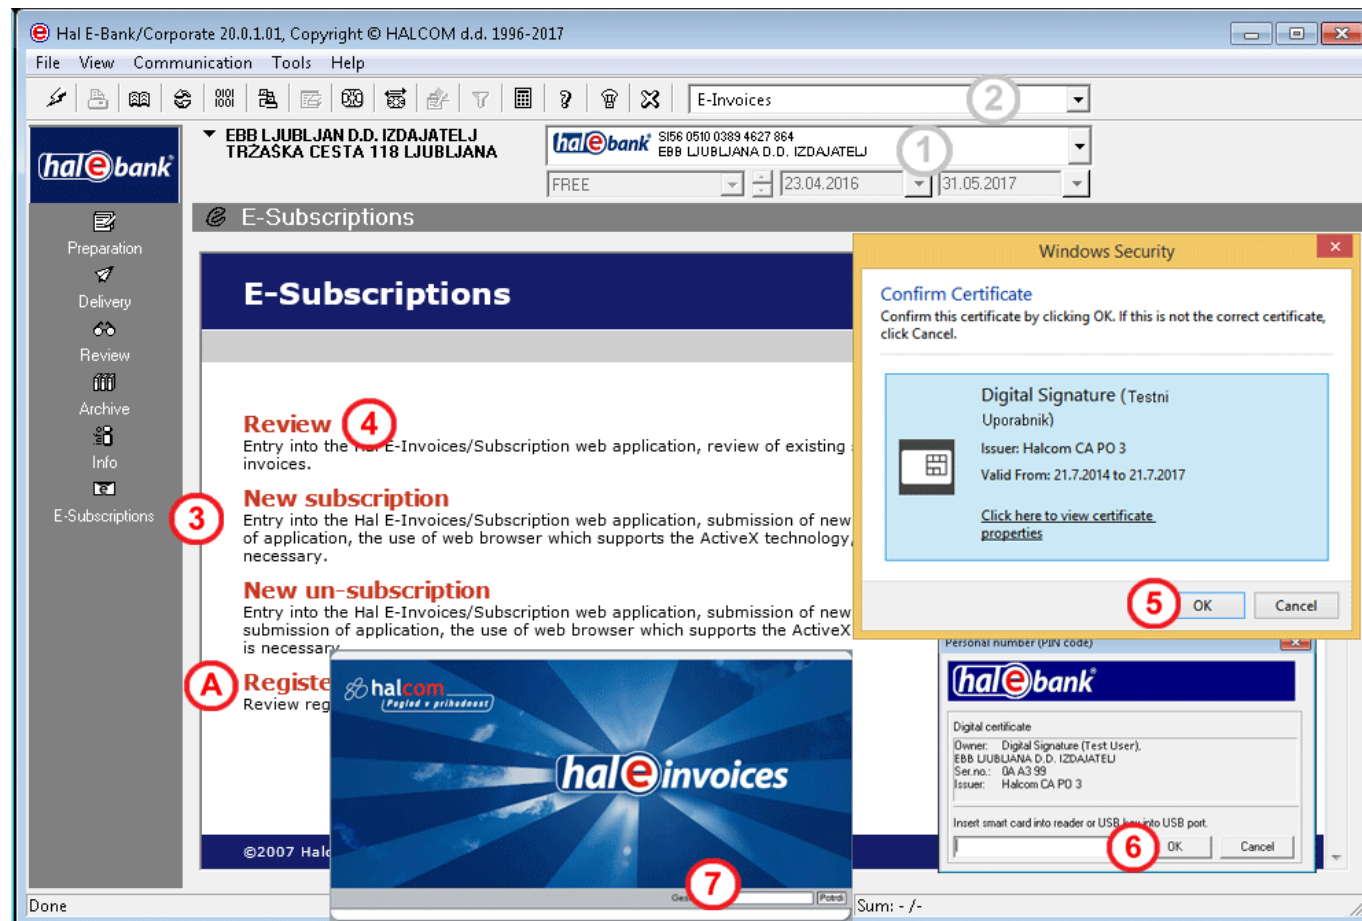 Hal E-Bank/Corporate 20.0.1.01, Copyright © HALCOM d.d. 1996-2017
File View Communication Tools Help
E-Invoices
2
hal e bank
EBB LJUBLJAN D.D. IZDAJATELJ
TRŽAŠKA CESTA 118 LJUBLJANA
hal e bank
SI56 0510 0389 4627 864
EBB LJUBLJANA D.D. IZDAJATELJ
1
FREE
23.04.2016
31.05.2017
E-Subscriptions
Preparation
Delivery
Review
Archive
Info
E-Subscriptions
3
E-Subscriptions
Review
4
Entry into the Hal E-Invoices/Subscription web application, review of existing
invoices.
New subscription
Entry into the Hal E-Invoices/Subscription web application, submission of new
of application, the use of web browser which supports the ActiveX technology,
necessary.
New un-subscription
Entry into the Hal E-Invoices/Subscription web application, submission of new
submission of application, the use of web browser which supports the ActiveX
is necessary
A
Registe
Review reg
©2007 Halc
Windows Security
Confirm Certificate
Confirm this certificate by clicking OK. If this is not the correct certificate,
click Cancel.
Digital Signature (Testni
Uporabnik)
Issuer: Halcom CA PO 3
Valid From: 21.7.2014 to 21.7.2017
Click here to view certificate
properties
5
OK
Cancel
Personal number (PIN code)
hal e bank
Digital certificate
Owner: Digital Signature (Test User),
EBB LJUBLJANA D.D. IZDAJATELJ
Ser.no.: 0A A3 99
Issuer: Halcom CA PO 3
Insert smart card into reader or USB key into USB port.
6
OK
Cancel
halcom
Pogled v prihodnost
hal e invoices
Ges
7
Potrdi
Done
Sum: - /-